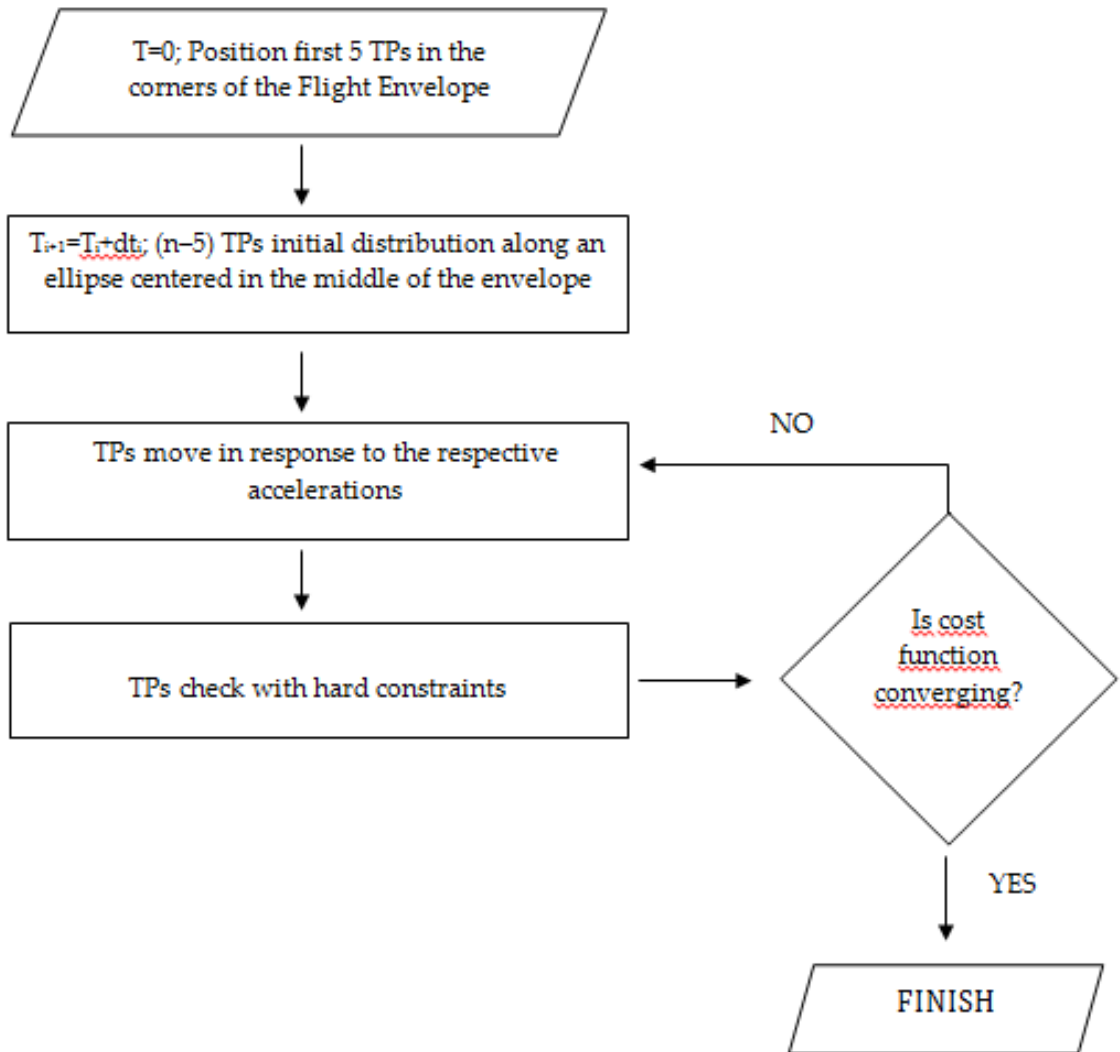 T=0; Position first 5 TPs in the
corners of the Flight Envelope
Ti+1=Ti+dti; (n–5) TPs initial distribution along an
ellipse centered in the middle of the envelope
TPs move in response to the respective
accelerations
NO
TPs check with hard constraints
Is cost
function
converging?
YES
FINISH